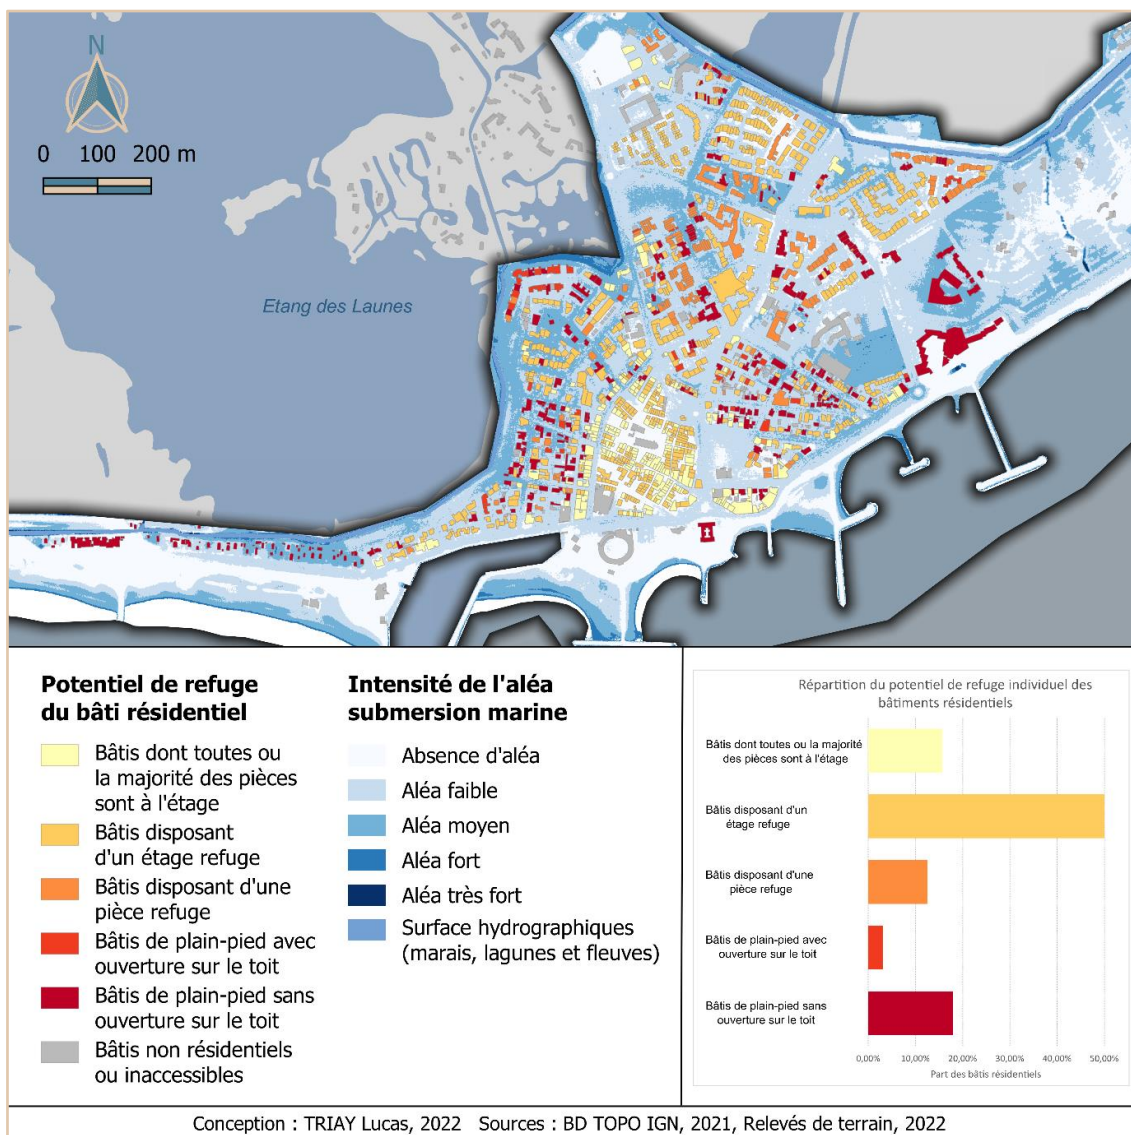 N
0 100 200 m
Etang des Launes
Potentiel de refuge
du bâti résidentiel
Bâtis dont toutes ou
la majorité des pièces
sont à l'étage
Bâtis disposant
d'un étage refuge
Bâtis disposant d'une
pièce refuge
Bâtis de plain-pied avec
ouverture sur le toit
Bâtis de plain-pied sans
ouverture sur le toit
Bâtis non résidentiels
ou inaccessibles
Intensité de l'aléa
submersion marine
Absence d'aléa
Aléa faible
Aléa moyen
Aléa fort
Aléa très fort
Surface hydrographiques
(marais, lagunes et fleuves)
Répartition du potentiel de refuge individuel des
bâtiments résidentiels
Bâtis dont toutes ou la majorité
des pièces sont à l'étage
Bâtis disposant d'un
étage refuge
Bâtis disposant d'une
pièce refuge
Bâtis de plain-pied avec
ouverture sur le toit
Bâtis de plain-pied sans
ouverture sur le toit
0,00% 10,00% 20,00% 30,00% 40,00% 50,00%
Part des bâtis résidentiels
Conception : TRIAY Lucas, 2022 Sources : BD TOPO IGN, 2021, Relevés de terrain, 2022